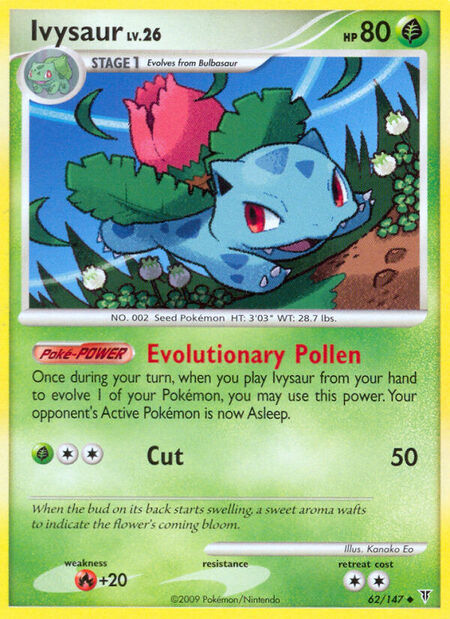 Ivysaur LV.26 HP 80
STAGE 1 Evolves from Bulbasaur
NO. 002 Seed Pokémon HT: 3'03" WT: 28.7 lbs.
Poké-POWER Evolutionary Pollen
Once during your turn, when you play Ivysaur from your hand
to evolve 1 of your Pokémon, you may use this power. Your
opponent's Active Pokémon is now Asleep.
Cut 50
When the bud on its back starts swelling, a sweet aroma wafts
to indicate the flower's coming bloom.
Illus. Kanako Eo
weakness resistance retreat cost
+20
©2009 Pokémon/Nintendo 62/147